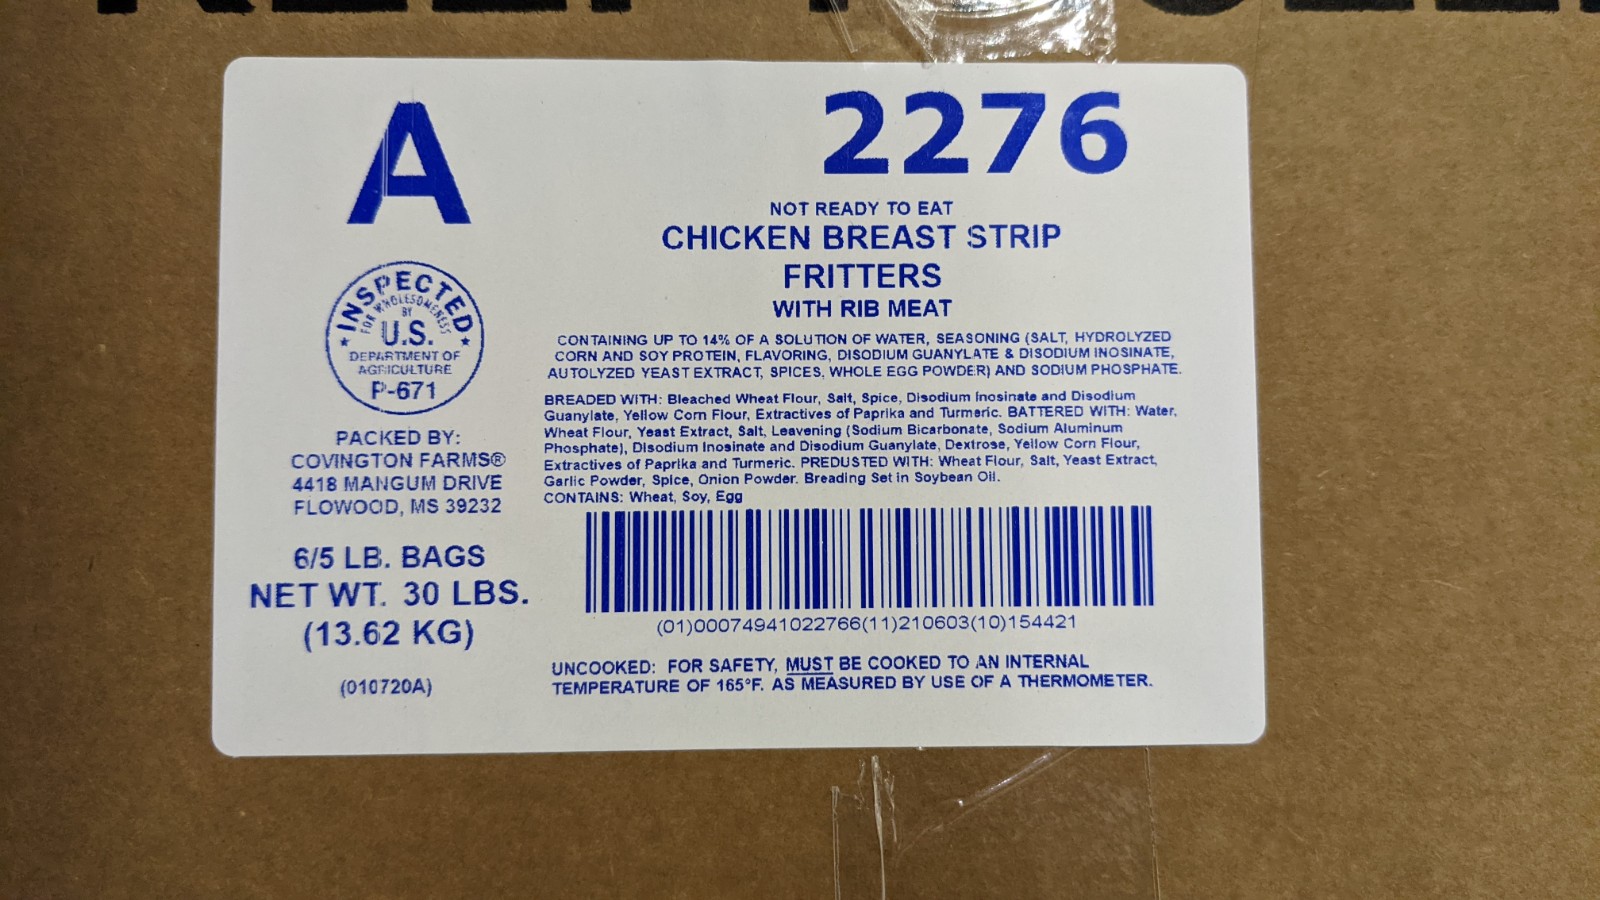 KEEP FROZEN
A
2276
NOT READY TO EAT
CHICKEN BREAST STRIP
FRITTERS
WITH RIB MEAT
CONTAINING UP TO 14% OF A SOLUTION OF WATER, SEASONING (SALT, HYDROLYZED
CORN AND SOY PROTEIN, FLAVORING, DISODIUM GUANYLATE & DISODIUM INOSINATE,
AUTOLYZED YEAST EXTRACT, SPICES, WHOLE EGG POWDER) AND SODIUM PHOSPHATE.
BREADED WITH: Bleached Wheat Flour, Salt, Spice, Disodium Inosinate and Disodium
Guanylate, Yellow Corn Flour, Extractives of Paprika and Turmeric. BATTERED WITH: Water,
Wheat Flour, Yeast Extract, Salt, Leavening (Sodium Bicarbonate, Sodium Aluminum
Phosphate), Disodium Inosinate and Disodium Guanylate, Dextrose, Yellow Corn Flour,
Extractives of Paprika and Turmeric. PREDUSTED WITH: Wheat Flour, Salt, Yeast Extract,
Garlic Powder, Spice, Onion Powder. Breading Set in Soybean Oil.
CONTAINS: Wheat, Soy, Egg
(01)00074941022766(11)210603(10)154421
UNCOOKED: FOR SAFETY, MUST BE COOKED TO AN INTERNAL
TEMPERATURE OF 165°F. AS MEASURED BY USE OF A THERMOMETER.
INSPECTED
FOR WHOLESOMENESS
BY
U.S.
DEPARTMENT OF
AGRICULTURE
P-671
PACKED BY:
COVINGTON FARMS®
4418 MANGUM DRIVE
FLOWOOD, MS 39232
6/5 LB. BAGS
NET WT. 30 LBS.
(13.62 KG)
(010720A)